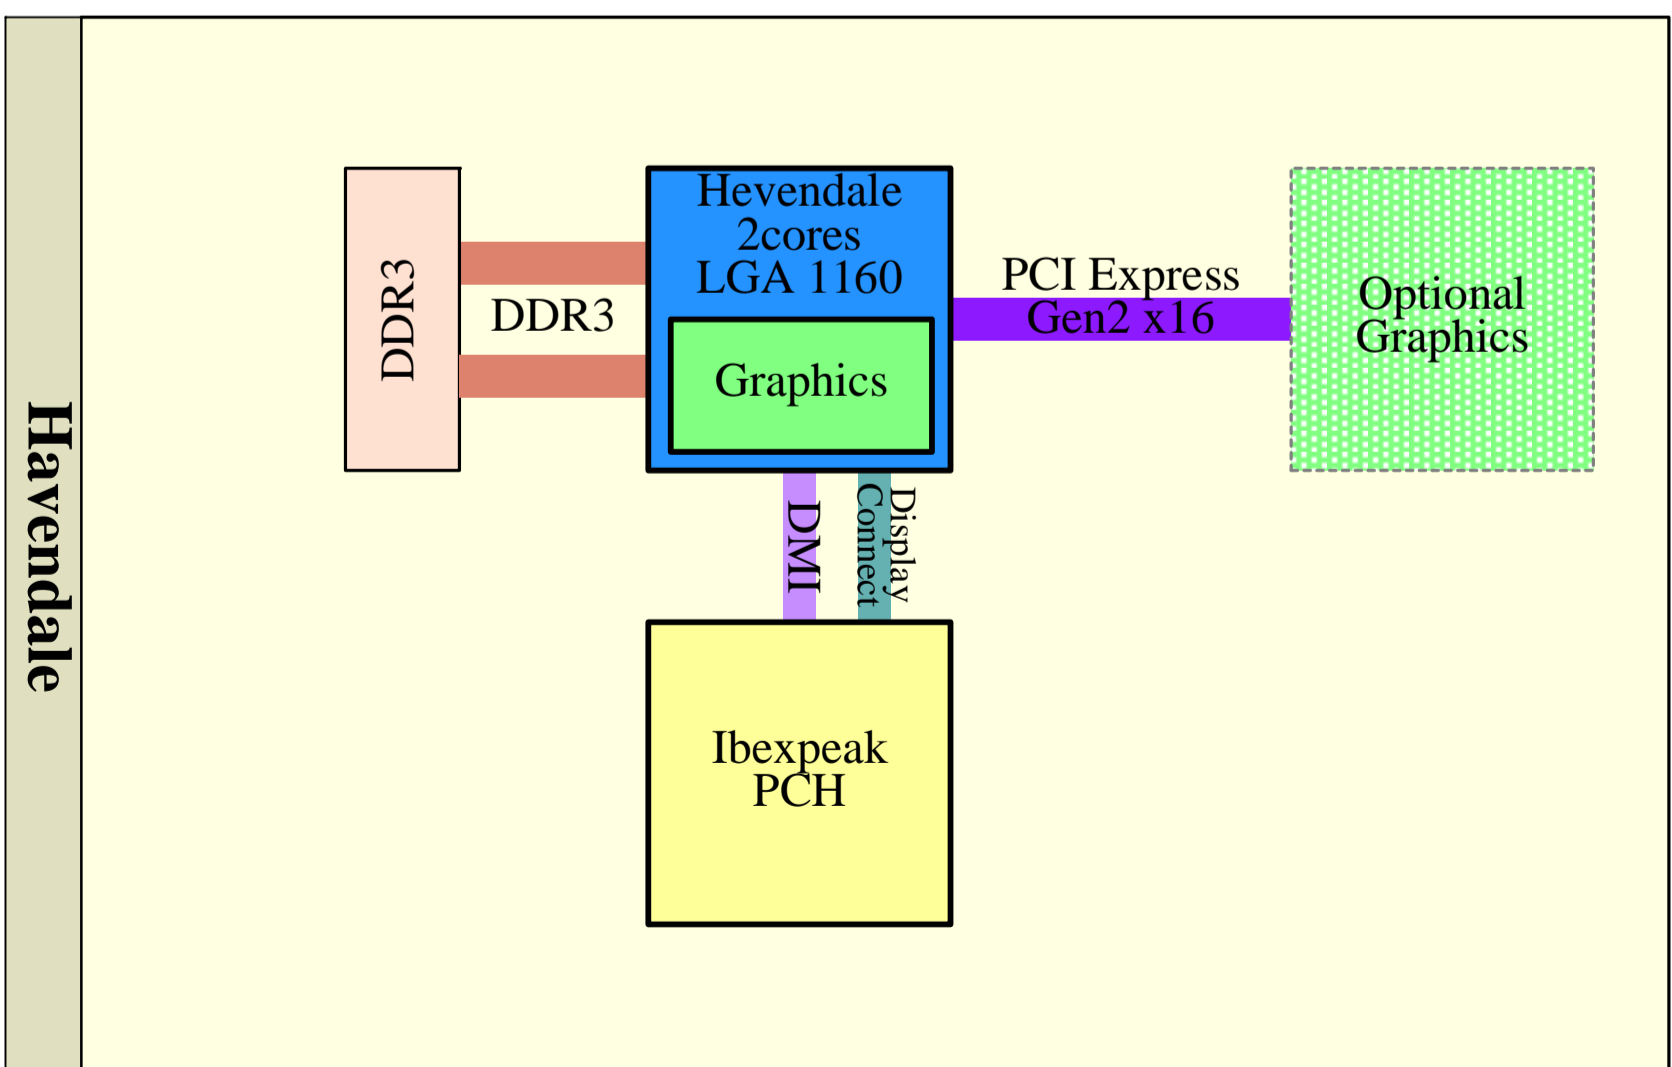 Havendale
DDR3
DDR3
Hevendale
2cores
LGA 1160
Graphics
PCI Express
Gen2 x16
Optional
Graphics
DMI
Display
Connect
Ibexpeak
PCH